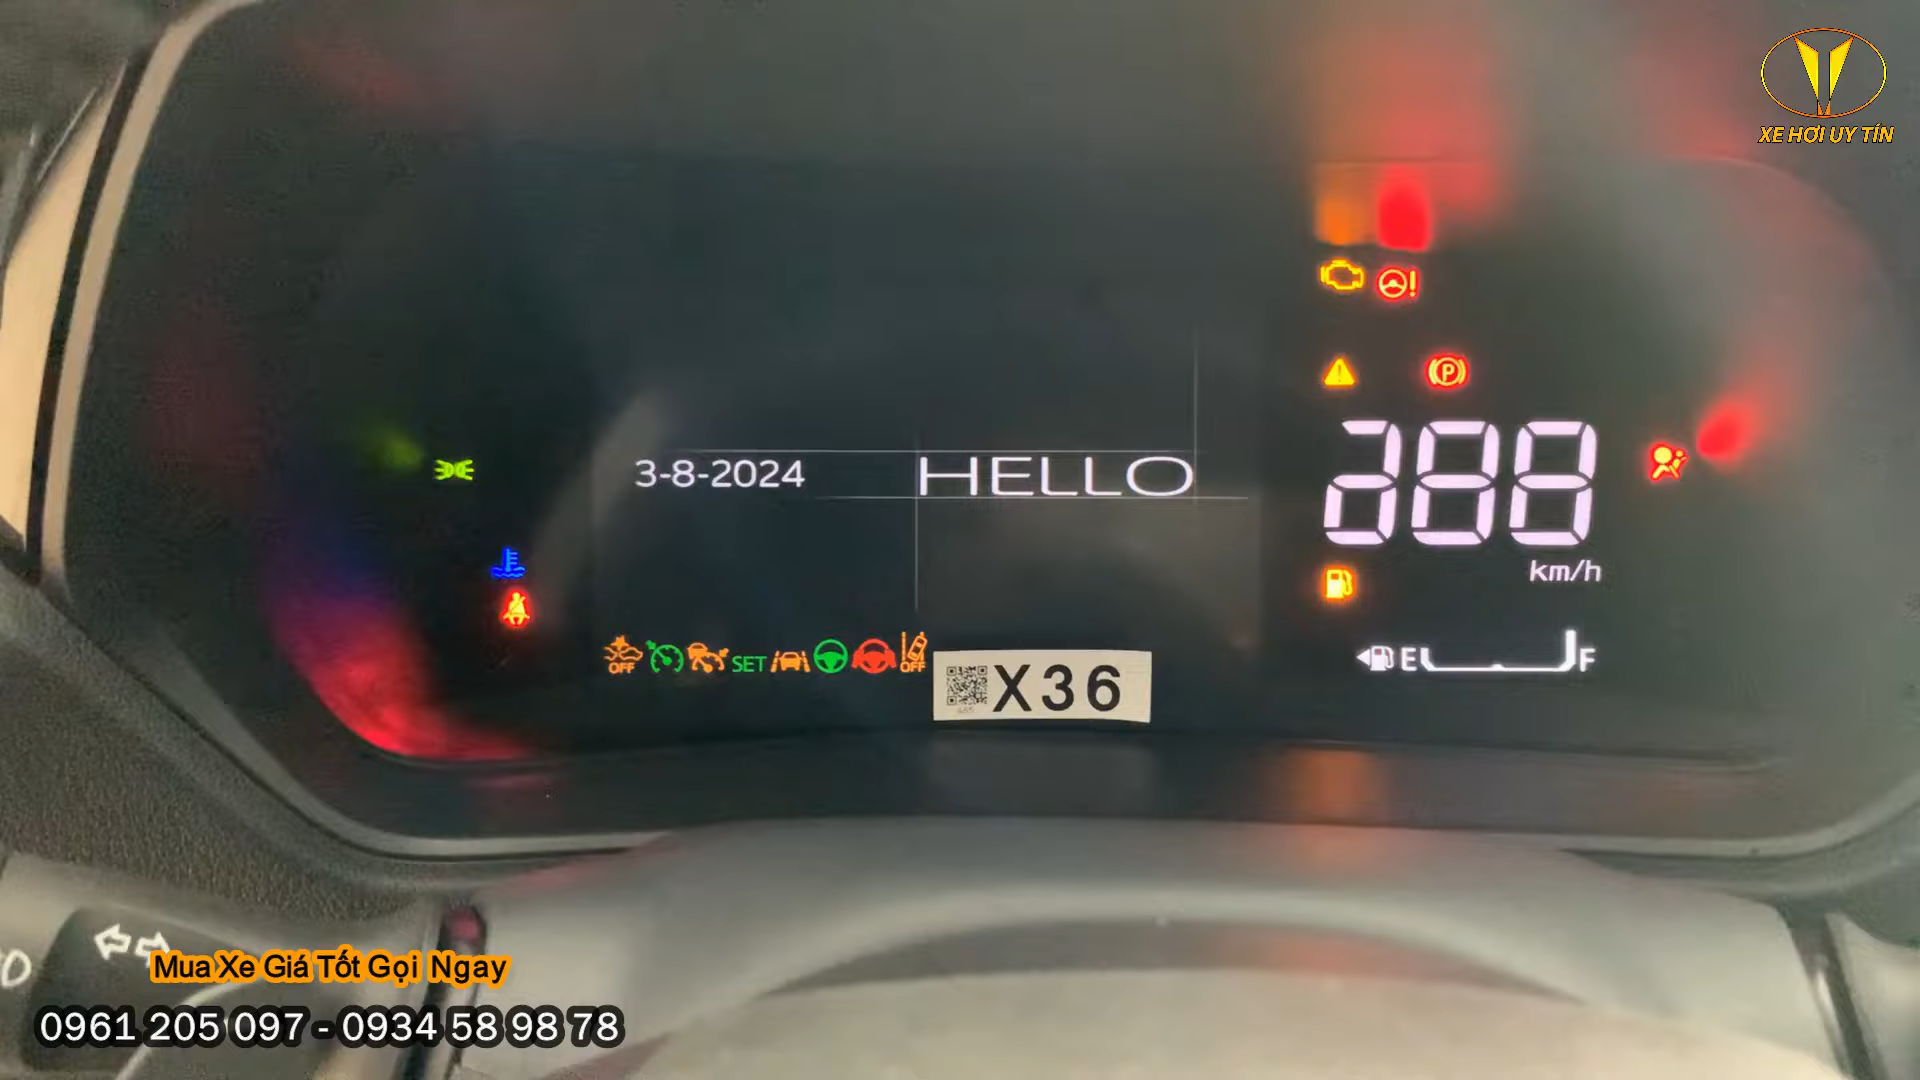 XE HƠI UY TÍN
3-8-2024
HELLO
288
km/h
OFF
SET
OFF
E
F
X36
Mua Xe Giá Tốt Gọi Ngay
0961 205 097 - 0934 58 98 78